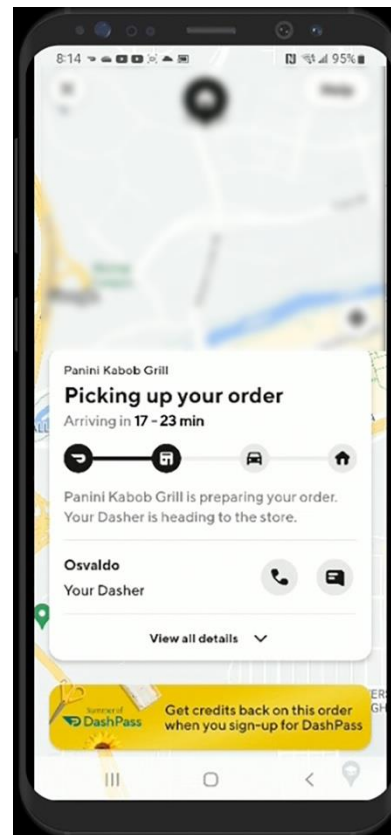 8:14
95%
Help
Panini Kabob Grill
Picking up your order
Arriving in 17 - 23 min
Panini Kabob Grill is preparing your order.
Your Dasher is heading to the store.
Osvaldo
Your Dasher
View all details
Summer of
DashPass
Get credits back on this order
when you sign-up for DashPass